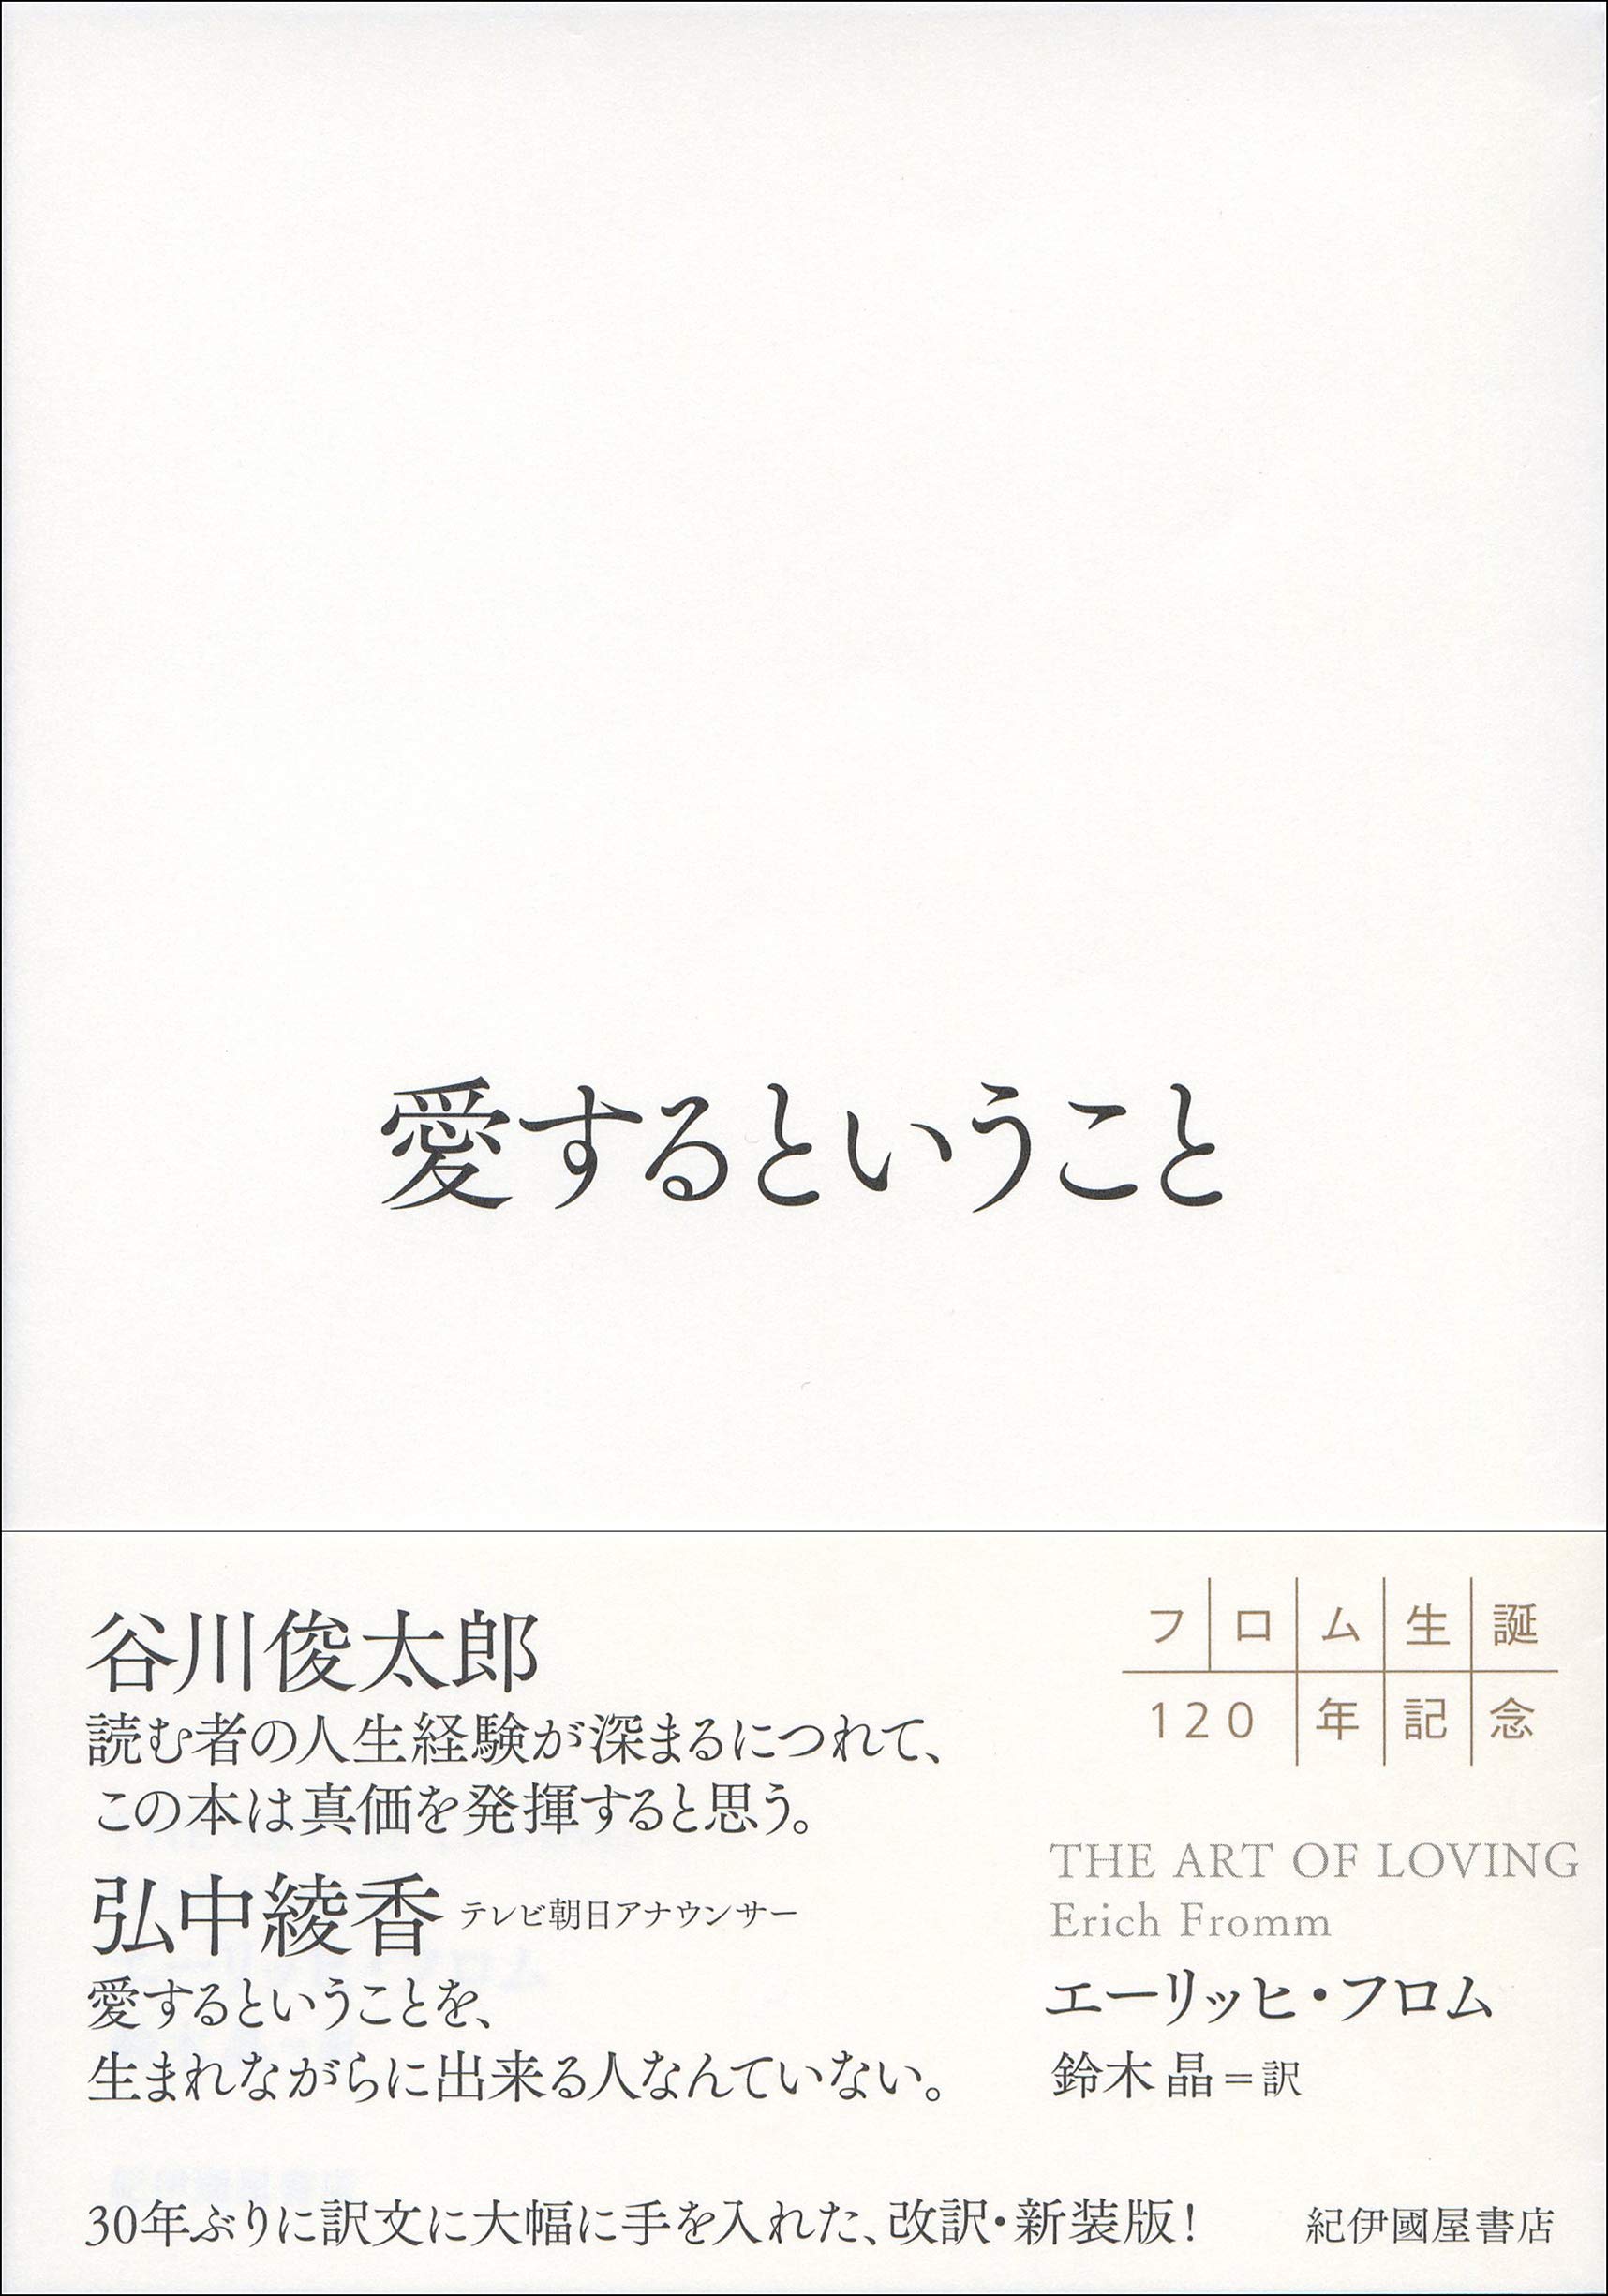 愛するということ
谷川俊太郎
読む者の人生経験が深まるにつれて、
この本は真価を発揮すると思う。
弘中綾香 テレビ朝日アナウンサー
愛するということを、
生まれながらに出来る人なんていない。
30年ぶりに訳文に大幅に手を入れた、改訳・新装版!
フロム生誕
120年記念
THE ART OF LOVING
Erich Fromm
エーリッヒ・フロム
鈴木晶=訳
紀伊國屋書店